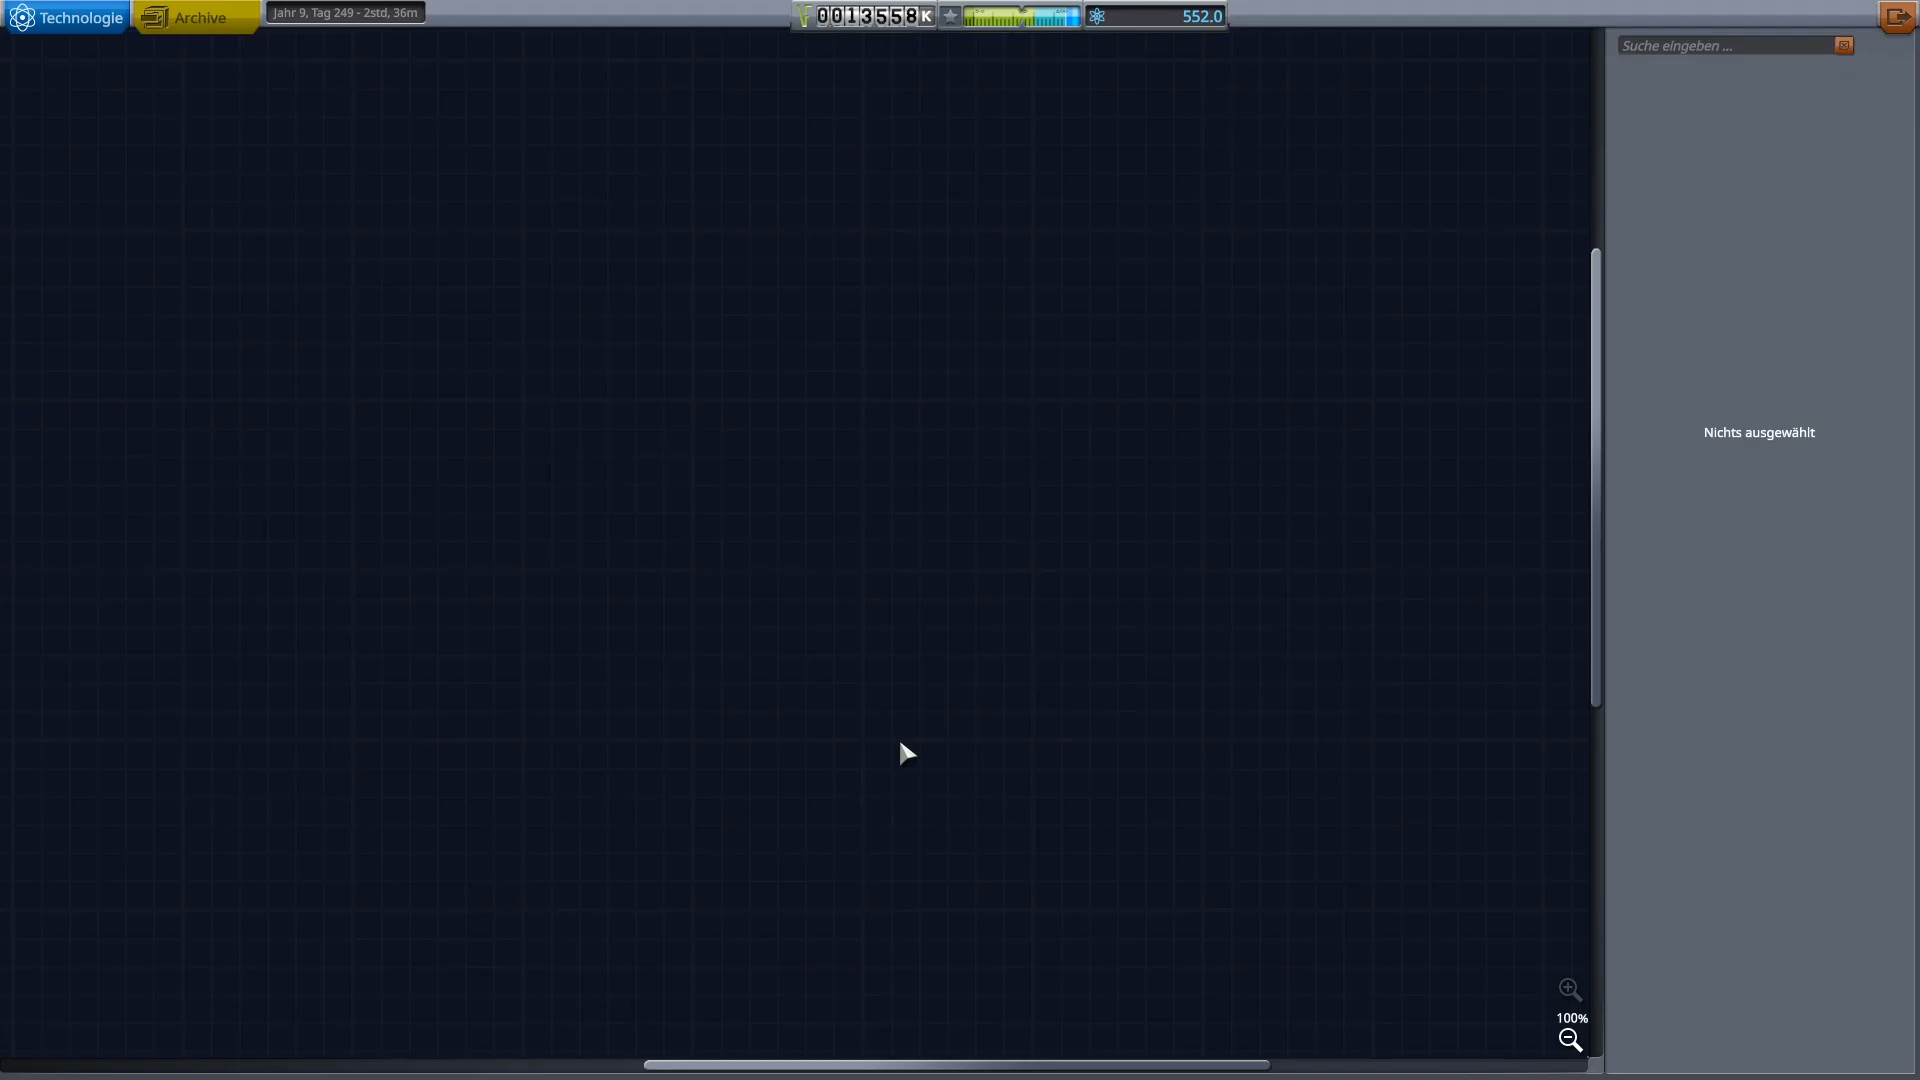 Technologie
Archive
Jahr 9, Tag 249 - 2std, 36m
0013558K
552.0
Suche eingeben ...
Nichts ausgewählt
100%